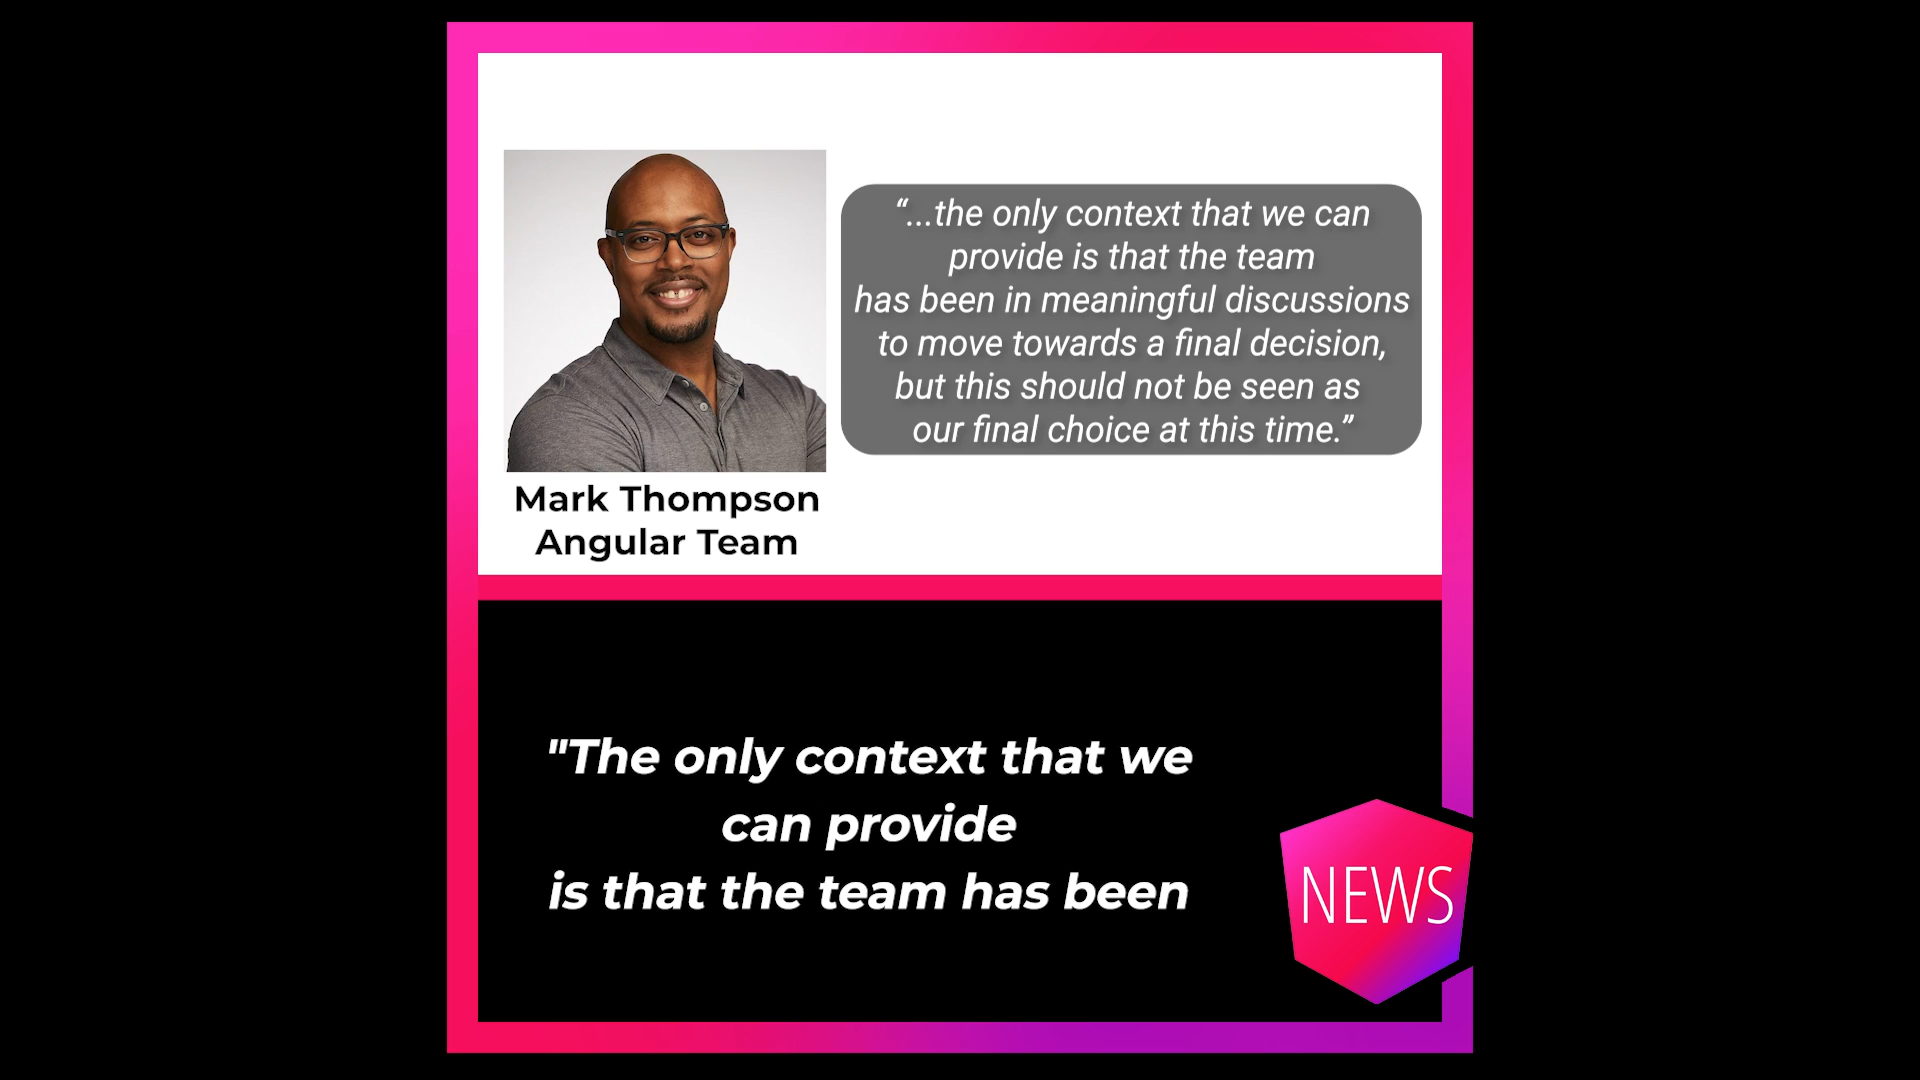 “...the only context that we can
provide is that the team
has been in meaningful discussions
to move towards a final decision,
but this should not be seen as
our final choice at this time.”
Mark Thompson
Angular Team
"The only context that we
can provide
is that the team has been
NEWS